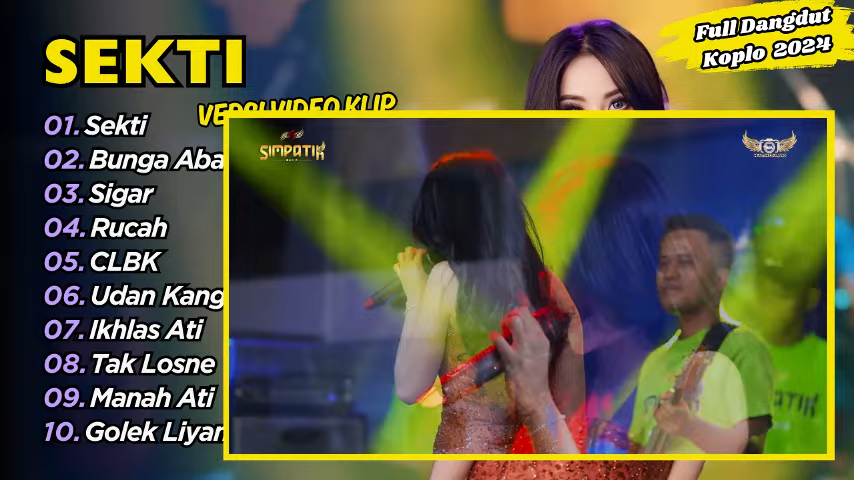 SEKTI
Full Dangdut
Koplo 2024
VERSI VIDEO KLIP
01. Sekti
02. Bunga Aba
03. Sigar
04. Rucah
05. CLBK
06. Udan Kang
07. Ikhlas Ati
08. Tak Losne
09. Manah Ati
10. Golek Liyan
SIMPATIK